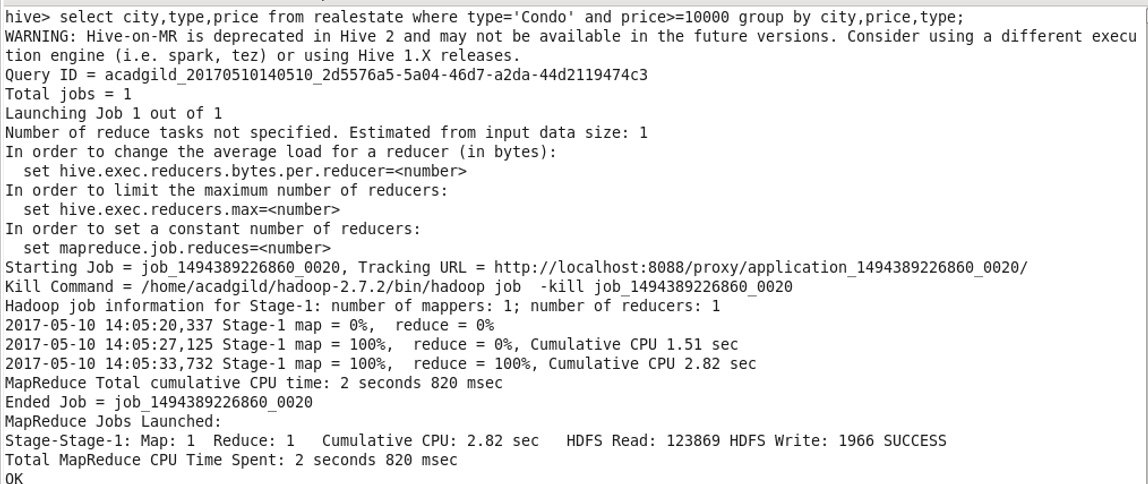 hive> select city,type,price from realestate where type='Condo' and price>=10000 group by city,price,type;
WARNING: Hive-on-MR is deprecated in Hive 2 and may not be available in the future versions. Consider using a different execu
tion engine (i.e. spark, tez) or using Hive 1.X releases.
Query ID = acadgild_20170510140510_2d5576a5-5a04-46d7-a2da-44d2119474c3
Total jobs = 1
Launching Job 1 out of 1
Number of reduce tasks not specified. Estimated from input data size: 1
In order to change the average load for a reducer (in bytes):
  set hive.exec.reducers.bytes.per.reducer=<number>
In order to limit the maximum number of reducers:
  set hive.exec.reducers.max=<number>
In order to set a constant number of reducers:
  set mapreduce.job.reduces=<number>
Starting Job = job_1494389226860_0020, Tracking URL = http://localhost:8088/proxy/application_1494389226860_0020/
Kill Command = /home/acadgild/hadoop-2.7.2/bin/hadoop job  -kill job_1494389226860_0020
Hadoop job information for Stage-1: number of mappers: 1; number of reducers: 1
2017-05-10 14:05:20,337 Stage-1 map = 0%,  reduce = 0%
2017-05-10 14:05:27,125 Stage-1 map = 100%,  reduce = 0%, Cumulative CPU 1.51 sec
2017-05-10 14:05:33,732 Stage-1 map = 100%,  reduce = 100%, Cumulative CPU 2.82 sec
MapReduce Total cumulative CPU time: 2 seconds 820 msec
Ended Job = job_1494389226860_0020
MapReduce Jobs Launched:
Stage-Stage-1: Map: 1  Reduce: 1   Cumulative CPU: 2.82 sec   HDFS Read: 123869 HDFS Write: 1966 SUCCESS
Total MapReduce CPU Time Spent: 2 seconds 820 msec
OK